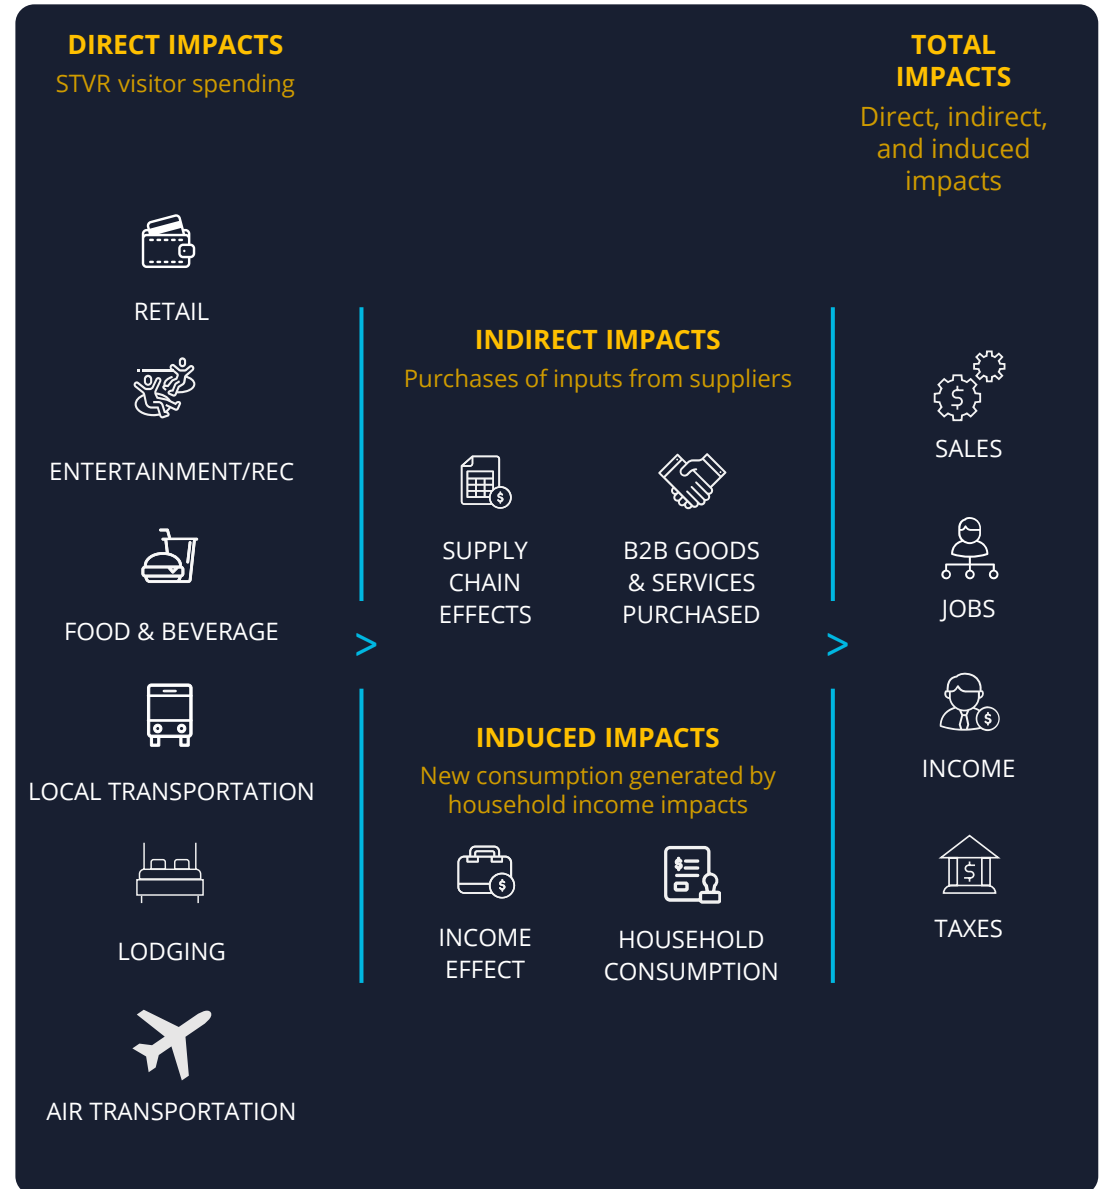 DIRECT IMPACTS
STVR visitor spending
RETAIL
ENTERTAINMENT/REC
FOOD & BEVERAGE
LOCAL TRANSPORTATION
LODGING
AIR TRANSPORTATION
>
INDIRECT IMPACTS
Purchases of inputs from suppliers
$
SUPPLY
CHAIN
EFFECTS
B2B GOODS
& SERVICES
PURCHASED
INDUCED IMPACTS
New consumption generated by
household income impacts
$
INCOME
EFFECT
$
HOUSEHOLD
CONSUMPTION
>
TOTAL
IMPACTS
Direct, indirect,
and induced
impacts
$
SALES
JOBS
$
INCOME
$
TAXES